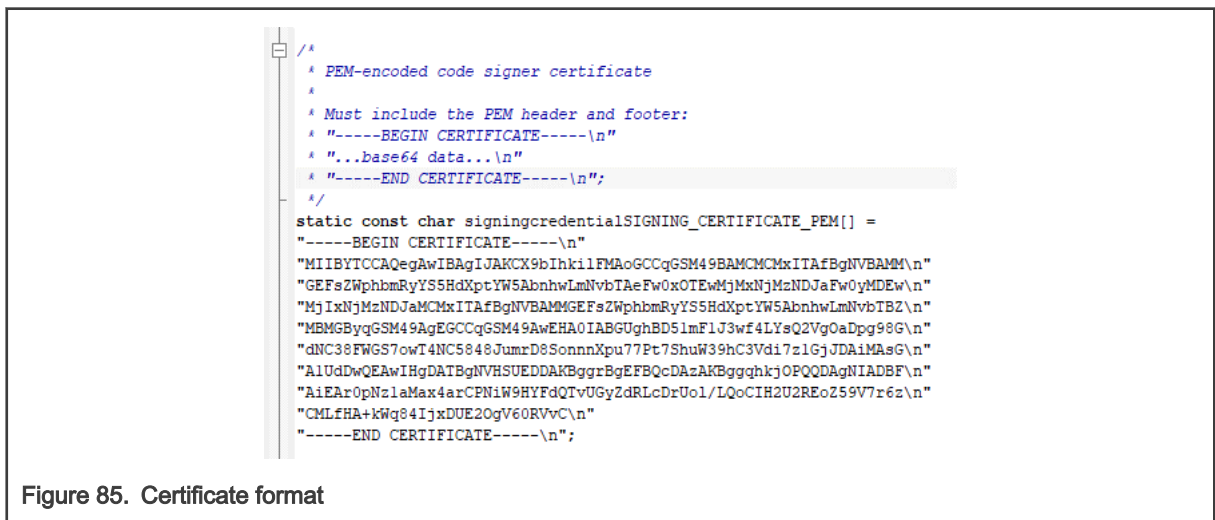 /*
* PEM-encoded code signer certificate
*
* Must include the PEM header and footer:
* "-----BEGIN CERTIFICATE-----\n"
* "...base64 data...\n"
* "-----END CERTIFICATE-----\n";
*/
static const char signingcredentialSIGNING_CERTIFICATE_PEM[] =
"-----BEGIN CERTIFICATE-----\n"
"MIIBYTCCAQegAwIBAgIJAKCX9bIhkilFMAoGCCqGSM49BAMCMCMxITAfBgNVBAMM\n"
"GEFsZWphbmRyYS5HdXptYW5AbnhwLmNvbTAeFw0xOTEwMjMxNjMzNDJaFw0yMDEw\n"
"MjIxNjMzNDJaMCMxITAfBgNVBAMMGEFsZWphbmRyYS5HdXptYW5AbnhwLmNvbTBZ\n"
"MBMGByqGSM49AgEGCCqGSM49AwEHA0IABGUghBD51mF1J3wf4LYsQ2VgOaDpg98G\n"
"dNC38FWGS7owT4NC5848JumrD8SonnnXpu77Pt7ShuW39hC3Vdi7z1GjJDAiMAsG\n"
"A1UdDwQEAwIHgDATBgNVHSUEDDAKBggrBgEFBQcDAzAKBggqhkjOPQQDAgNIADBF\n"
"AiEAr0pNzlaMax4arCPNiW9HYFdQTvUGyZdRLcDrUol/LQoCIH2U2REoZ59V7r6z\n"
"CMLfHA+kWq84IjxDUE2OgV60RVvC\n"
"-----END CERTIFICATE-----\n";
Figure 85. Certificate format